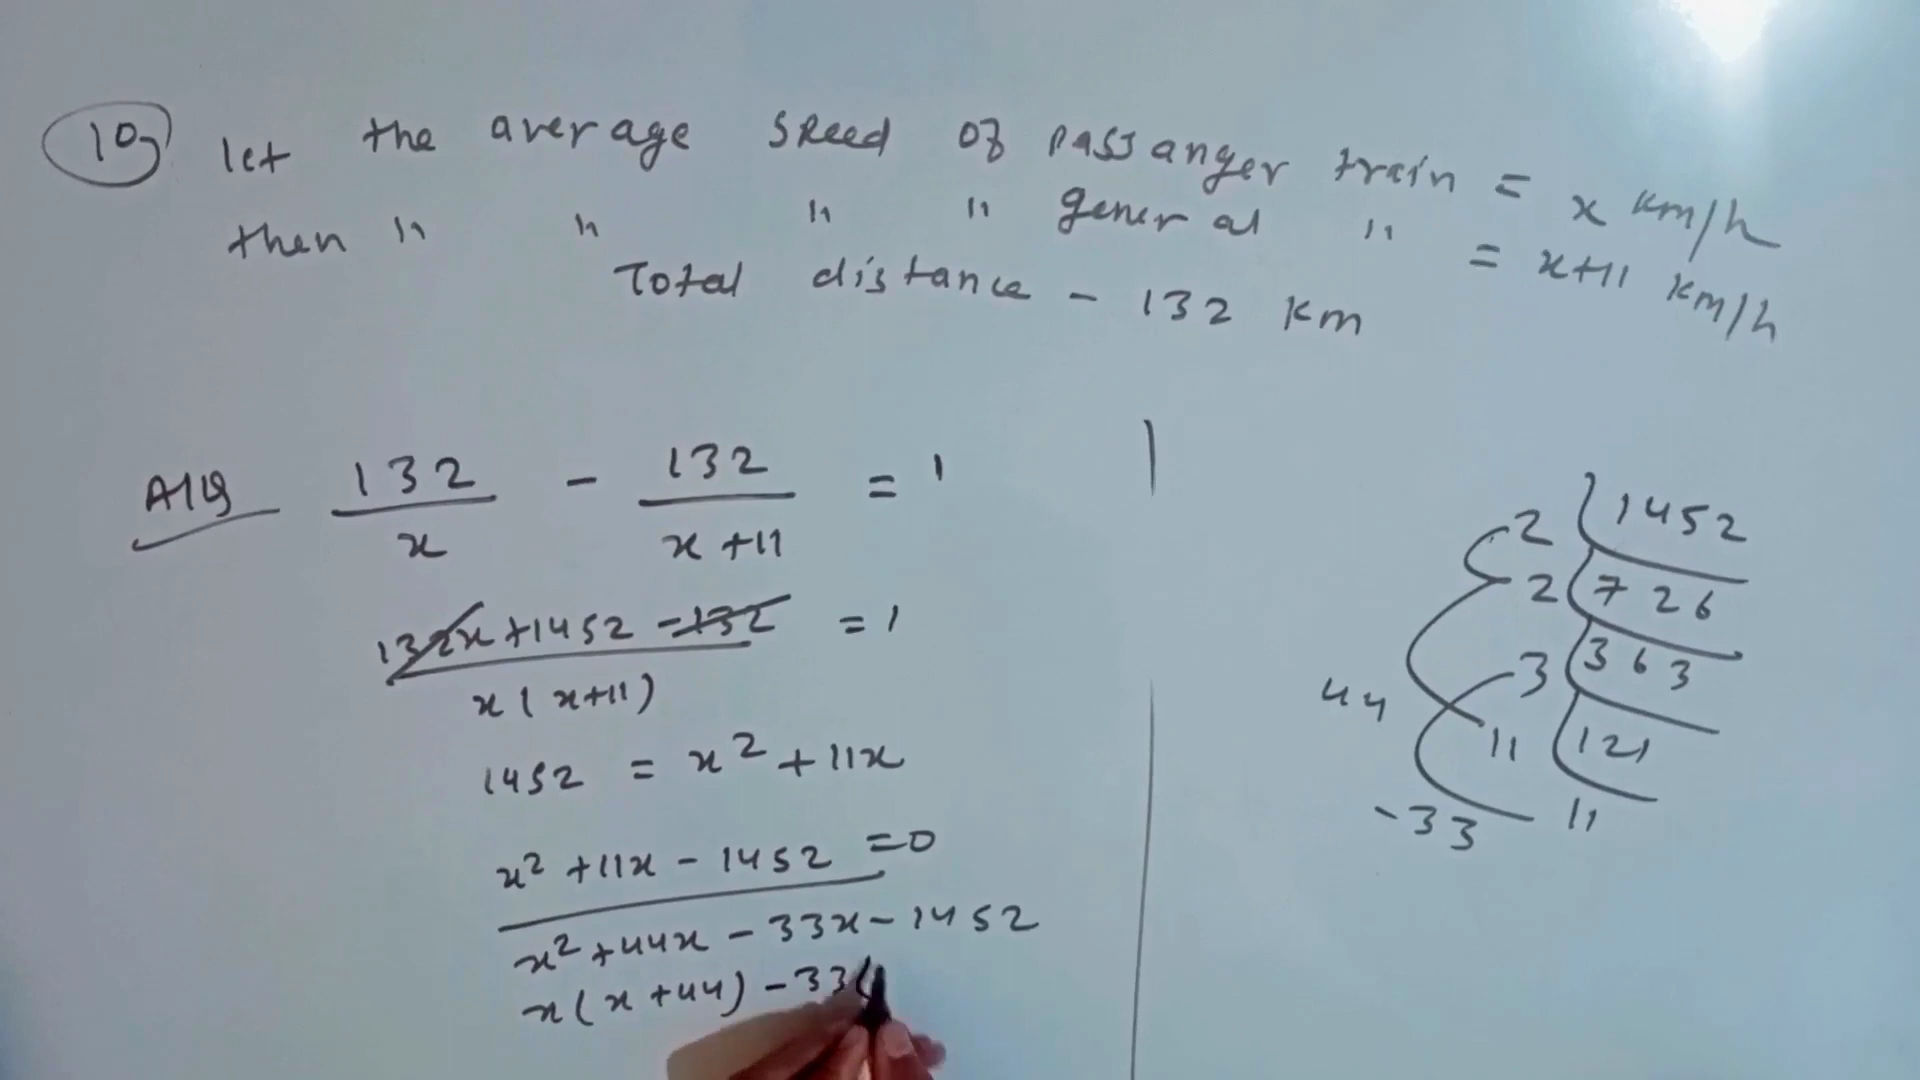 10) let the average speed of passanger train = x km/h
then " " " " general " = x+11 km/h
Total distance - 132 km
A/Q 132/x - 132/x+11 = 1
132x+1452-132/x(x+11) = 1
1452 = x² + 11x
x² + 11x - 1452 = 0
x² + 44x - 33x - 1452
x(x+44) - 33(
2 1452
2 726
3 363
44
11 121
-33 11